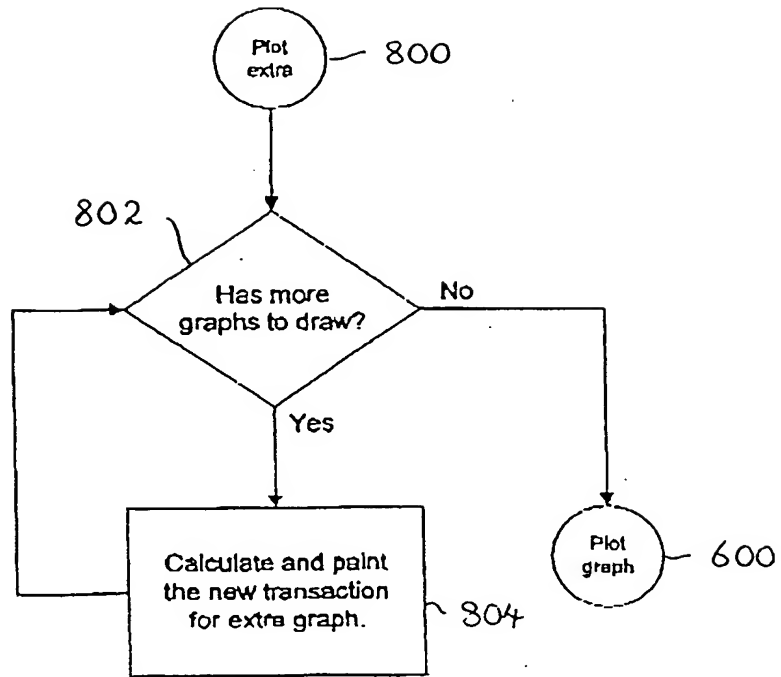 Plot
extra
800
802
Has more
graphs to draw?
No
Yes
Calculate and paint
the new transaction
for extra graph.
804
Plot
graph
600